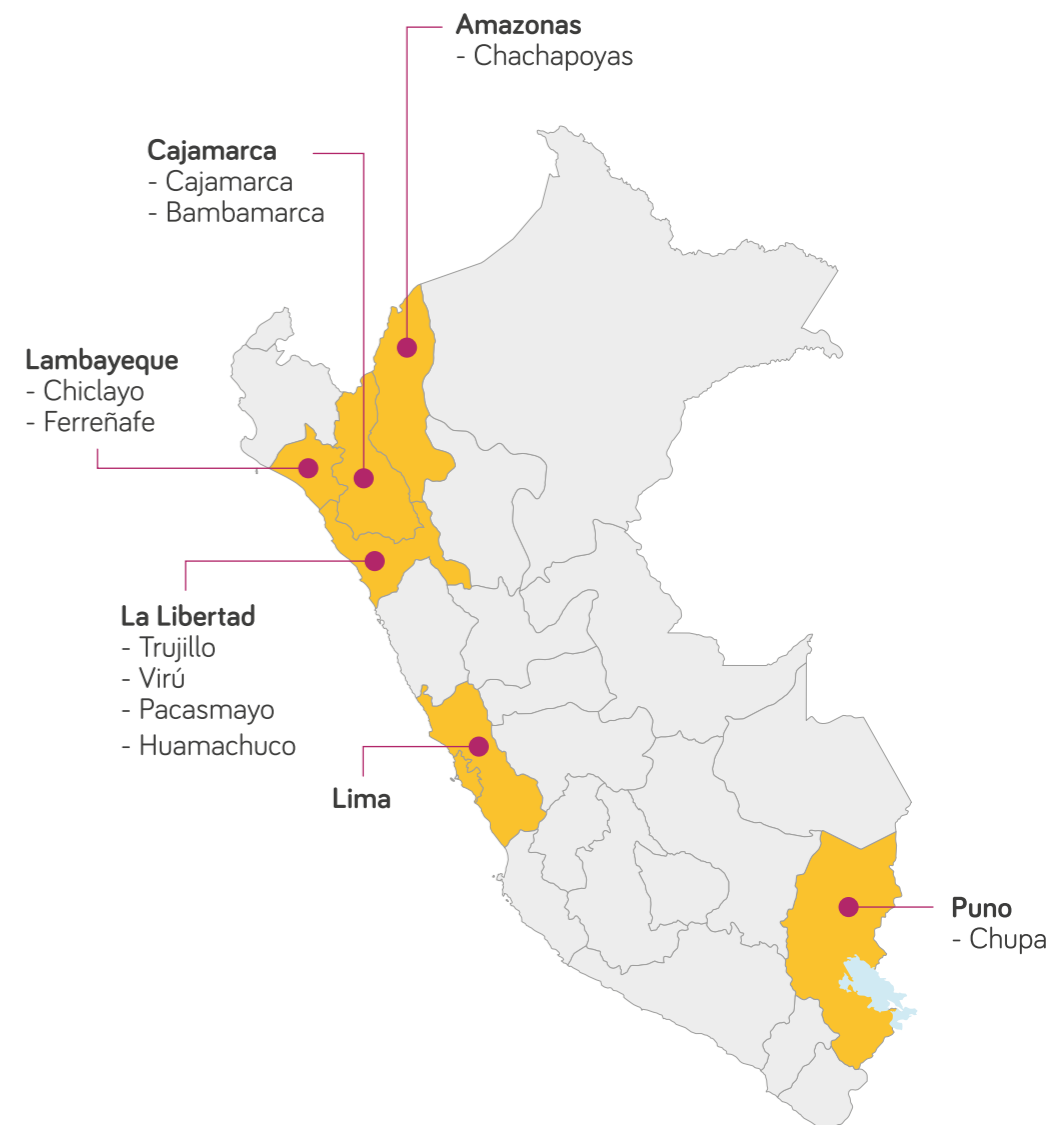 Amazonas
- Chachapoyas
Cajamarca
- Cajamarca
- Bambamarca
Lambayeque
- Chiclayo
- Ferreñafe
La Libertad
- Trujillo
- Virú
- Pacasmayo
- Huamachuco
Lima
Puno
- Chupa